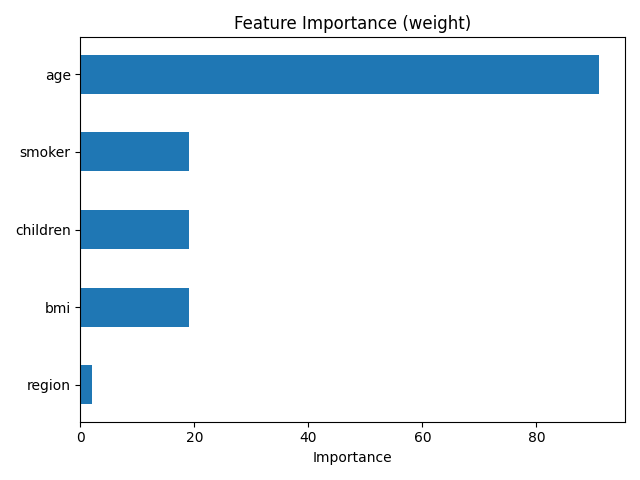 Feature Importance (weight)
age
smoker
children
bmi
region
0 20 40 60 80
Importance